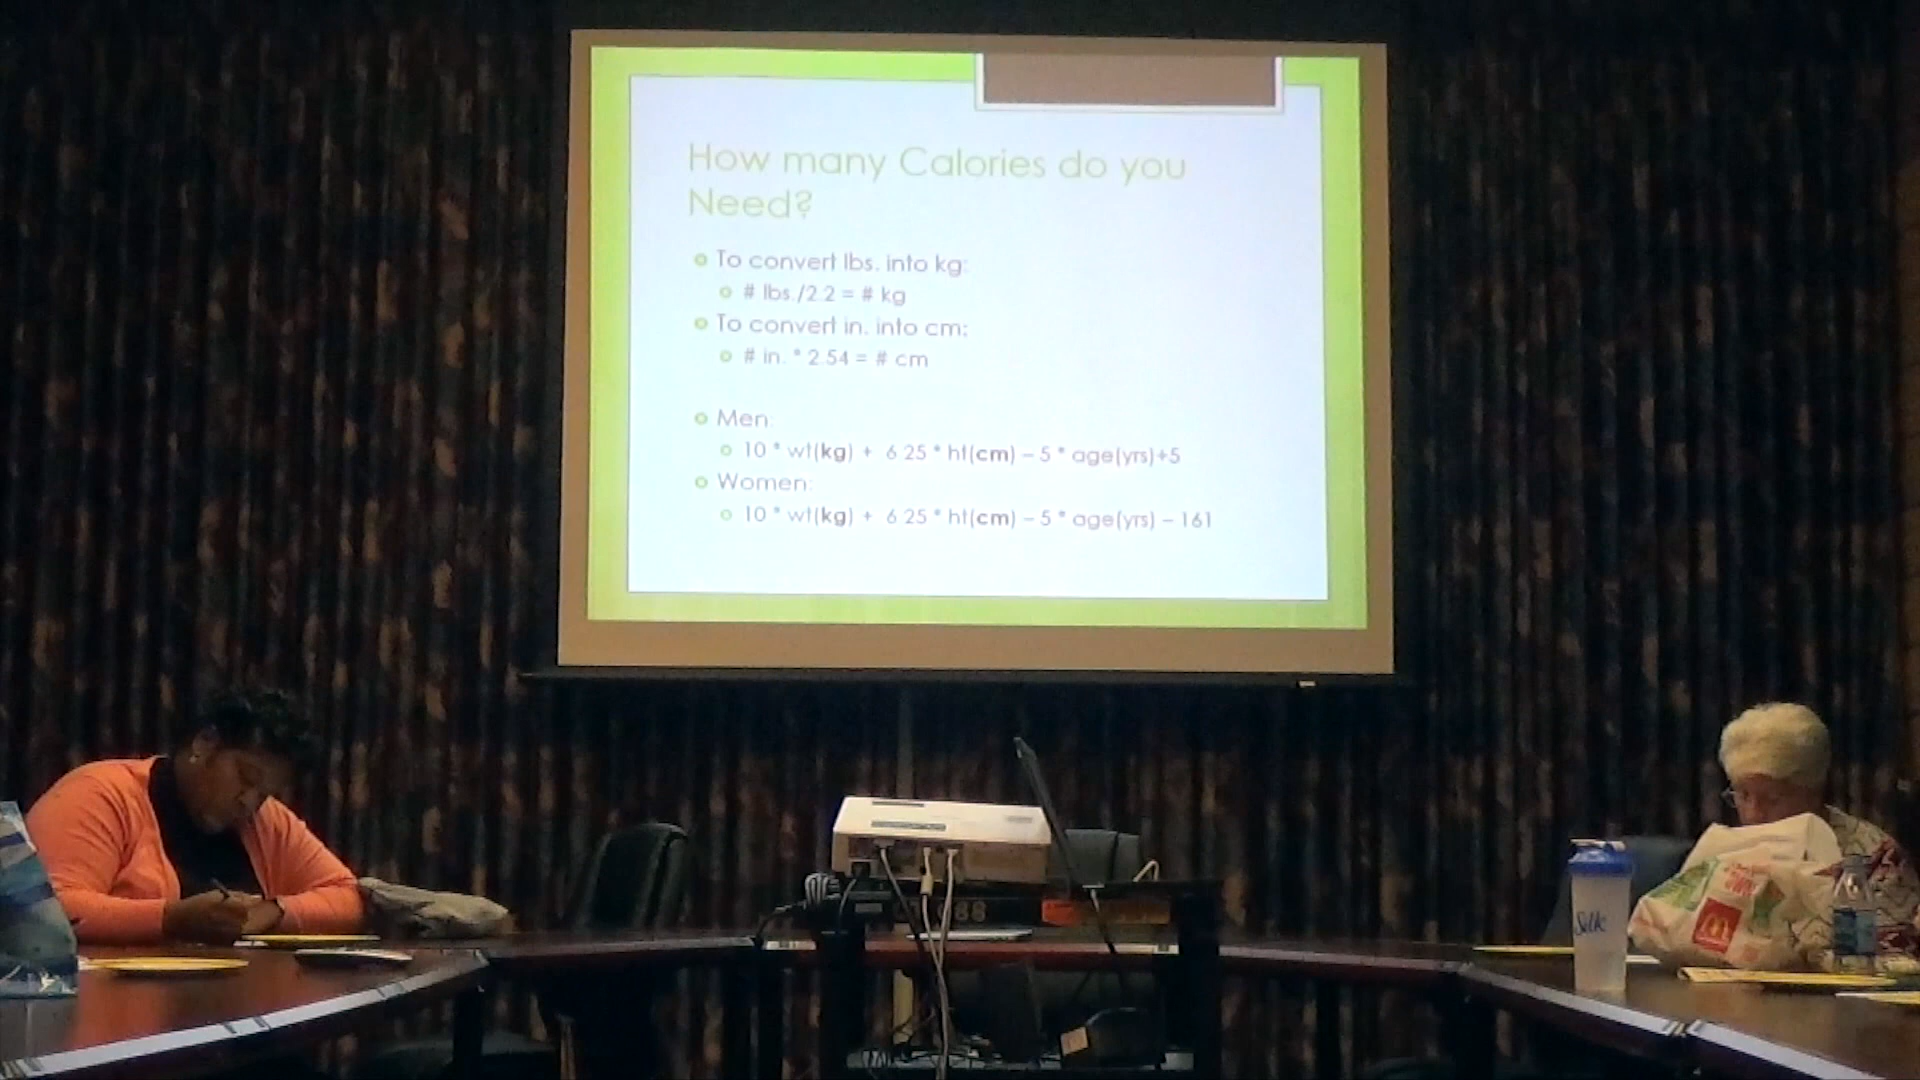 How many Calories do you
Need?
To convert lbs. into kg:
# lbs./2.2 = # kg
To convert in. into cm:
# in. * 2.54 = # cm
Men:
10 * wt(kg) + 6.25 * ht(cm) – 5 * age(yrs)+5
Women:
10 * wt(kg) + 6.25 * ht(cm) – 5 * age(yrs) – 161
88
Silk